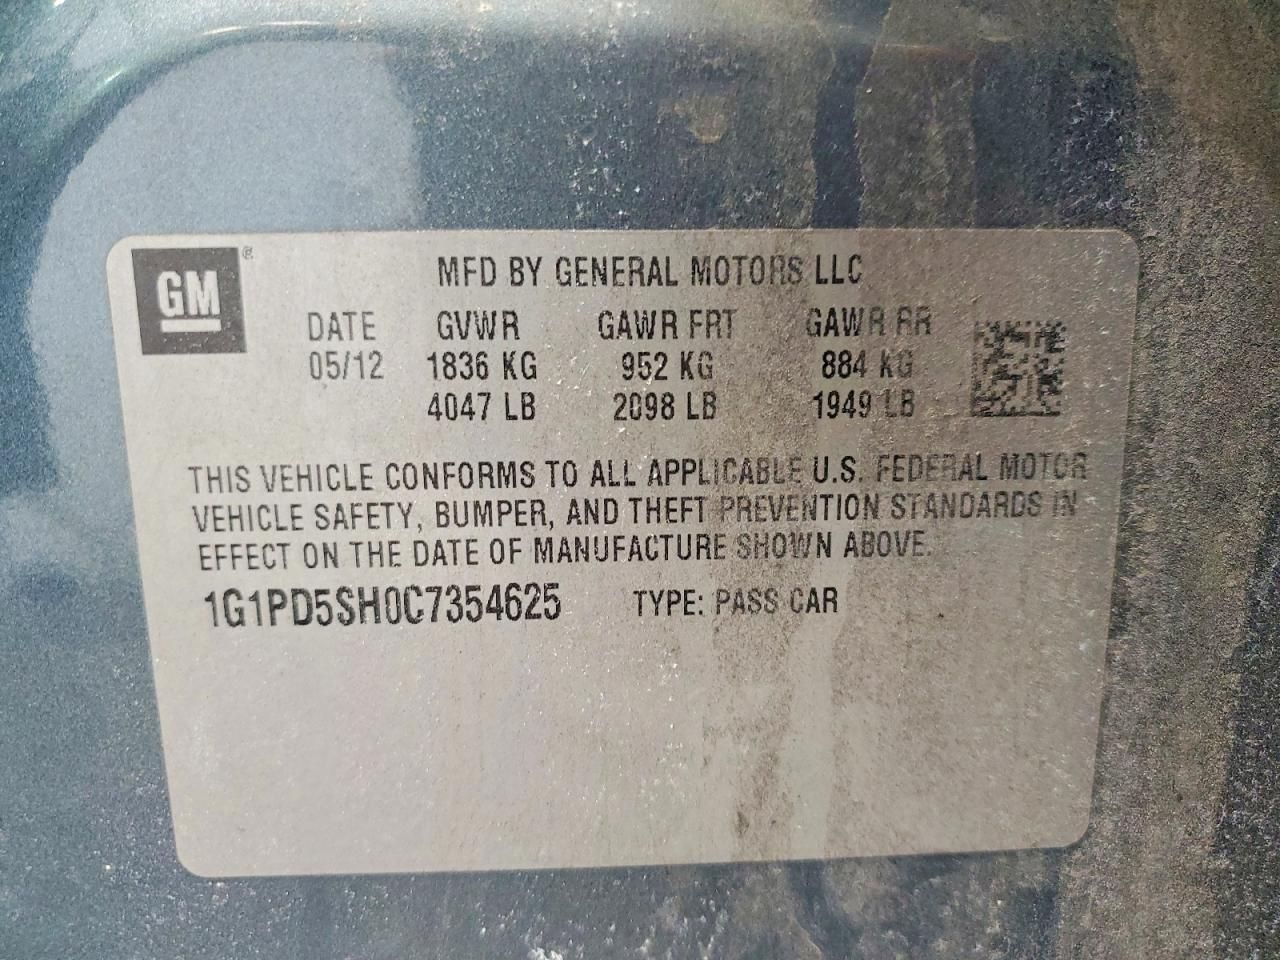 GM ®
MFD BY GENERAL MOTORS LLC
DATE GVWR GAWR FRT GAWR RR
05/12 1836 KG 952 KG 884 KG
4047 LB 2098 LB 1949 LB
THIS VEHICLE CONFORMS TO ALL APPLICABLE U.S. FEDERAL MOTOR
VEHICLE SAFETY, BUMPER, AND THEFT PREVENTION STANDARDS IN
EFFECT ON THE DATE OF MANUFACTURE SHOWN ABOVE.
1G1PD5SH0C7354625 TYPE: PASS CAR